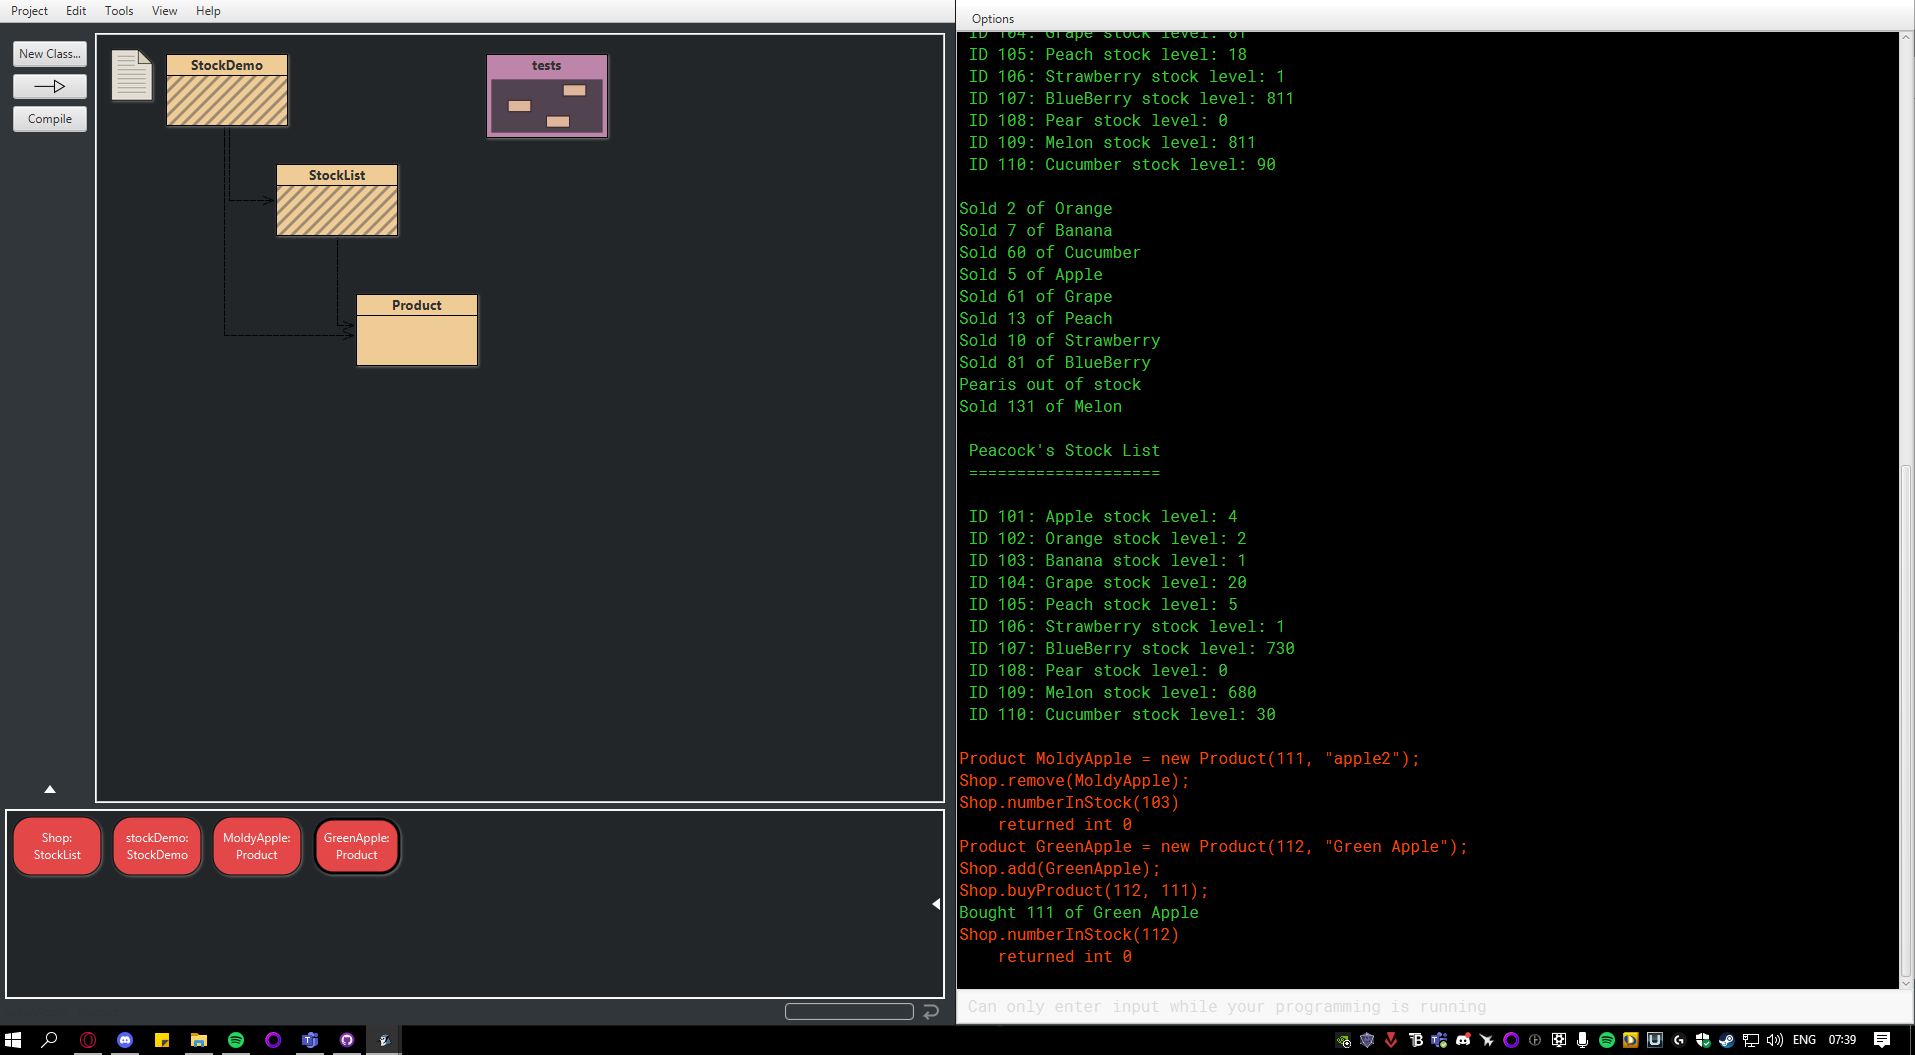 Project Edit Tools View Help
New Class...
Compile
StockDemo
tests
StockList
Product
Shop:
StockList
stockDemo:
StockDemo
MoldyApple:
Product
GreenApple:
Product
Options
ID 104: Grape stock level: 81
ID 105: Peach stock level: 18
ID 106: Strawberry stock level: 1
ID 107: BlueBerry stock level: 811
ID 108: Pear stock level: 0
ID 109: Melon stock level: 811
ID 110: Cucumber stock level: 90
Sold 2 of Orange
Sold 7 of Banana
Sold 60 of Cucumber
Sold 5 of Apple
Sold 61 of Grape
Sold 13 of Peach
Sold 10 of Strawberry
Sold 81 of BlueBerry
Pearis out of stock
Sold 131 of Melon
Peacock's Stock List
====================
ID 101: Apple stock level: 4
ID 102: Orange stock level: 2
ID 103: Banana stock level: 1
ID 104: Grape stock level: 20
ID 105: Peach stock level: 5
ID 106: Strawberry stock level: 1
ID 107: BlueBerry stock level: 730
ID 108: Pear stock level: 0
ID 109: Melon stock level: 680
ID 110: Cucumber stock level: 30
Product MoldyApple = new Product(111, "apple2");
Shop.remove(MoldyApple);
Shop.numberInStock(103)
returned int 0
Product GreenApple = new Product(112, "Green Apple");
Shop.add(GreenApple);
Shop.buyProduct(112, 111);
Bought 111 of Green Apple
Shop.numberInStock(112)
returned int 0
Can only enter input while your programming is running
ENG 07:39